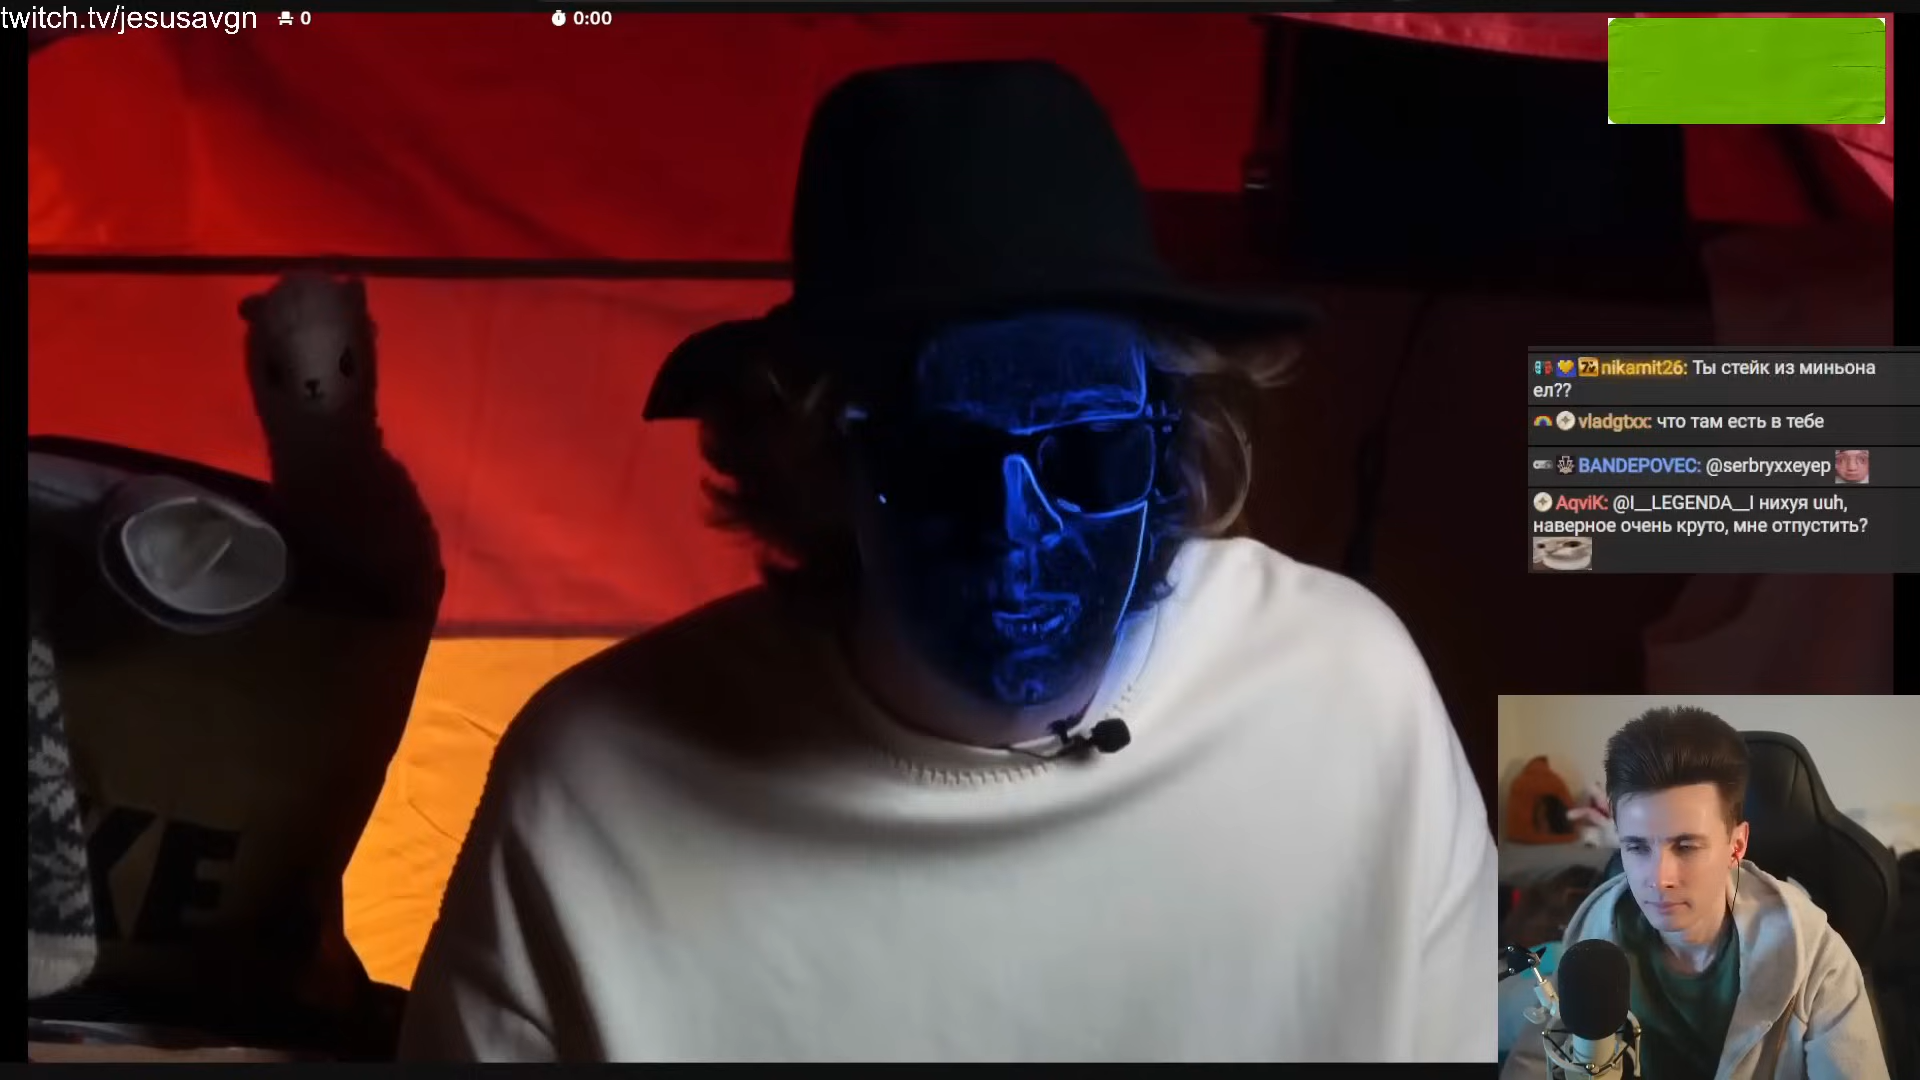 twitch.tv/jesusavgn
0
0:00
nikamit26: Ты стейк из миньона
ел??
vladgtxx: что там есть в тебе
BANDEPOVEC: @serbryxxeyep
AqviK: @I__LEGENDA__I нихуя uuh,
наверное очень круто, мне отпустить?
KE